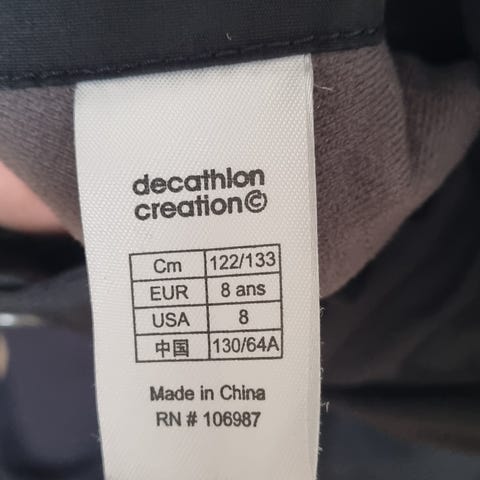 decathlon
creation©
Cm 122/133
EUR 8 ans
USA 8
中国 130/64A
Made in China
RN # 106987